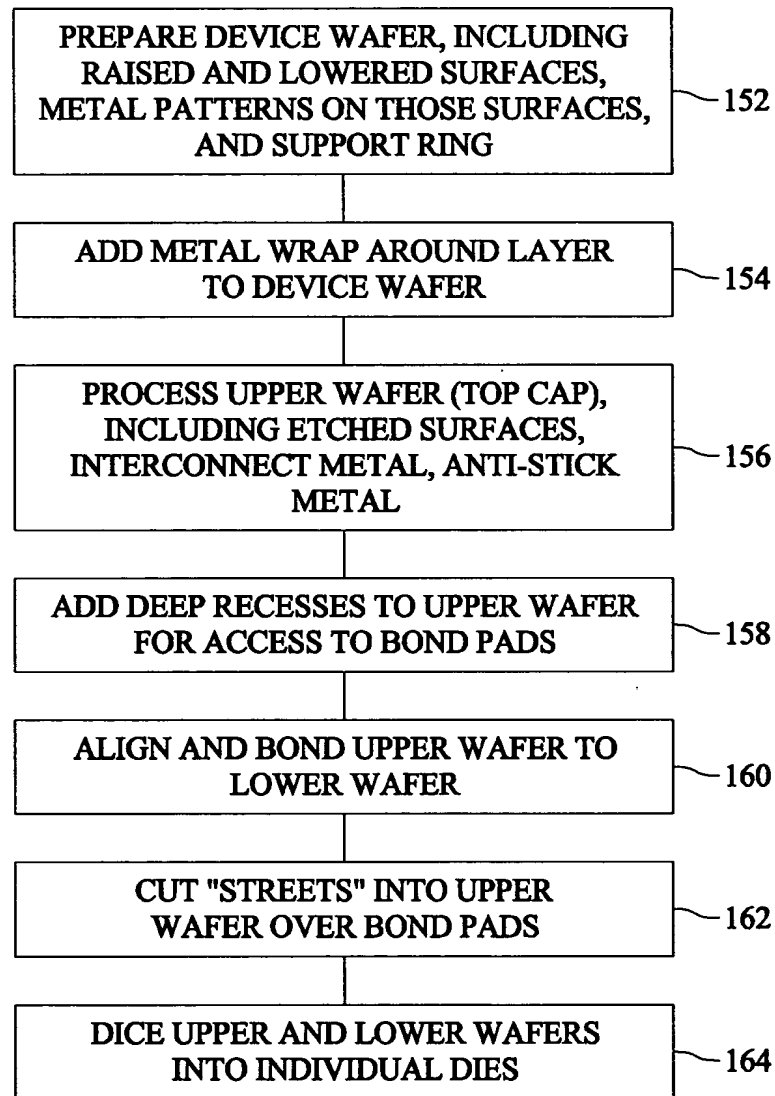 PREPARE DEVICE WAFER, INCLUDING
RAISED AND LOWERED SURFACES,
METAL PATTERNS ON THOSE SURFACES,
AND SUPPORT RING
152
ADD METAL WRAP AROUND LAYER
TO DEVICE WAFER
154
PROCESS UPPER WAFER (TOP CAP),
INCLUDING ETCHED SURFACES,
INTERCONNECT METAL, ANTI-STICK
METAL
156
ADD DEEP RECESSES TO UPPER WAFER
FOR ACCESS TO BOND PADS
158
ALIGN AND BOND UPPER WAFER TO
LOWER WAFER
160
CUT "STREETS" INTO UPPER
WAFER OVER BOND PADS
162
DICE UPPER AND LOWER WAFERS
INTO INDIVIDUAL DIES
164